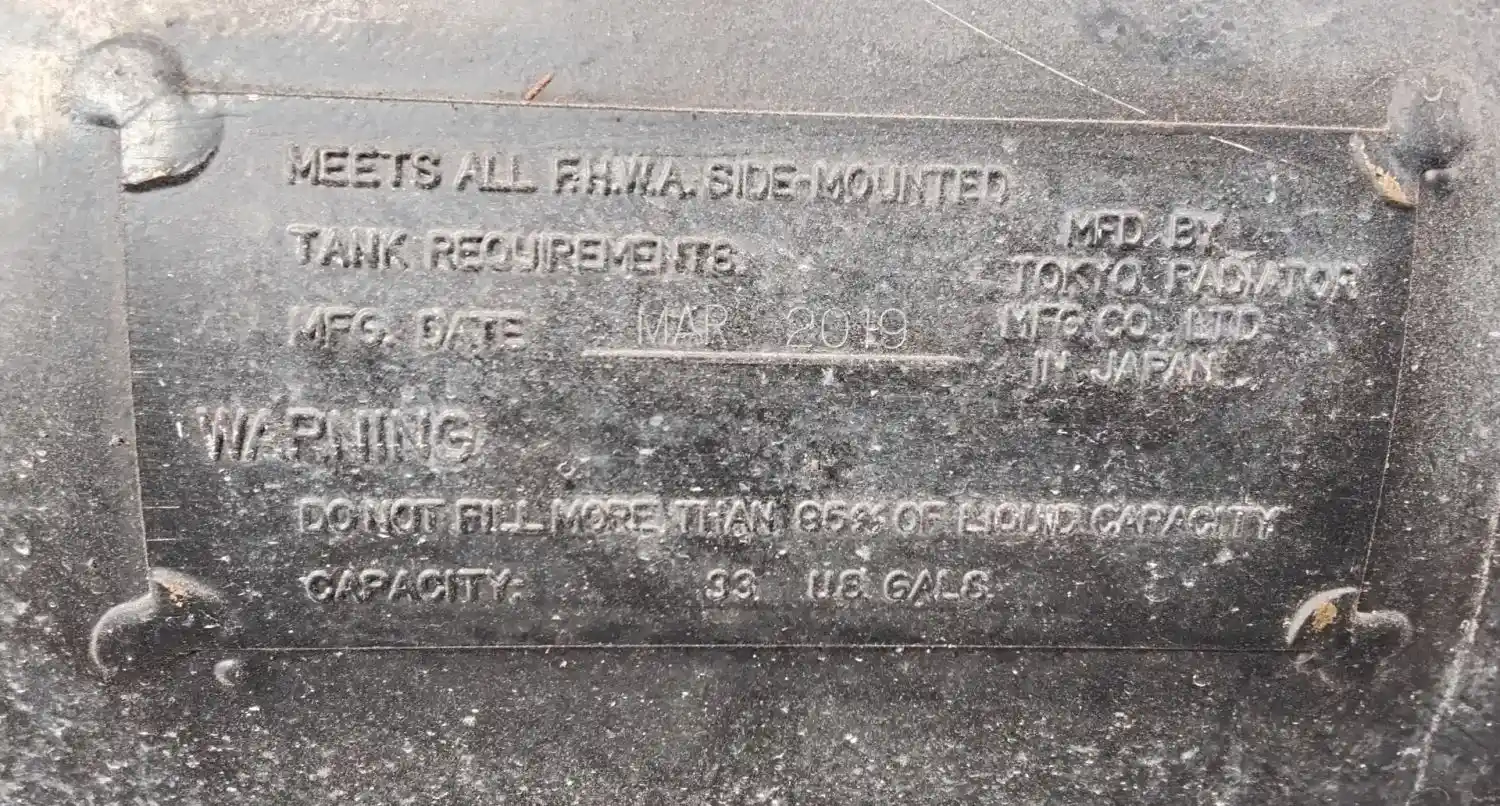 MEETS ALL F.H.W.A. SIDE-MOUNTED
TANK REQUIREMENTS
MFG. DATE MAR 2019
MFD. BY
TOKYO RADIATOR
MFG. CO., LTD.
IN JAPAN
WARNING
DO NOT FILL MORE THAN 95% OF LIQUID CAPACITY
CAPACITY: 33 U.S. GALS.